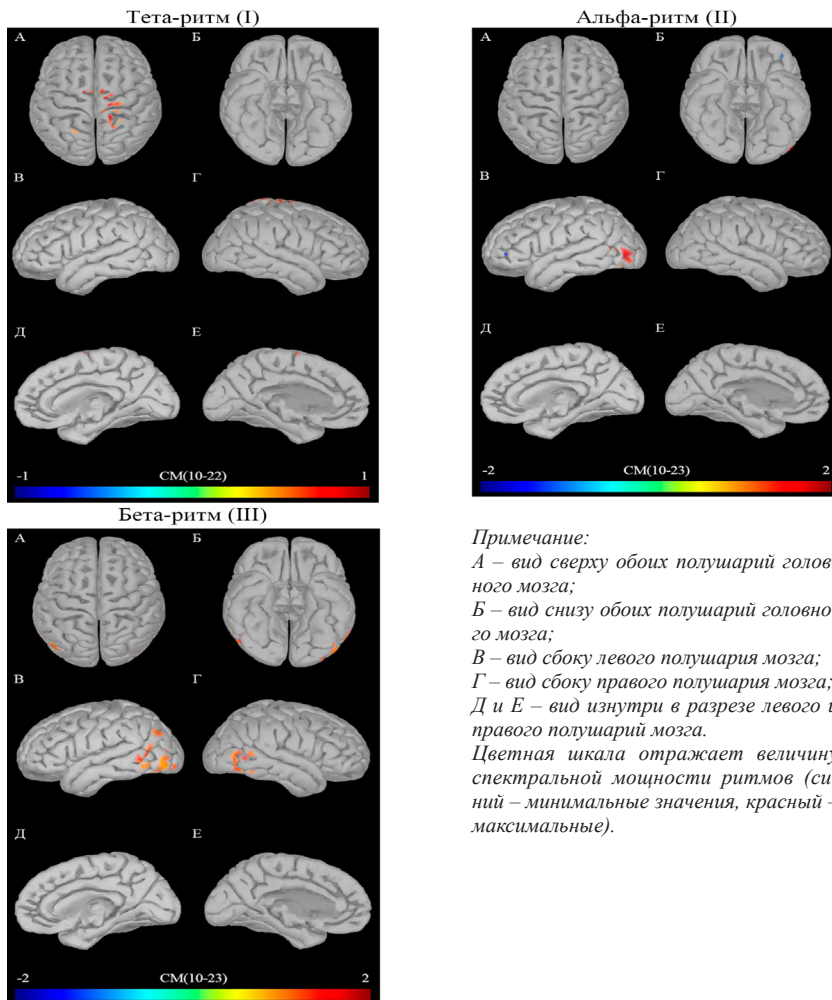 Тета-ритм (I)
А Б
В Г
Д Е
-1 СМ(10-22) 1
Альфа-ритм (II)
А Б
В Г
Д Е
-2 СМ(10-23) 2
Бета-ритм (III)
А Б
В Г
Д Е
-2 СМ(10-23) 2
Примечание:
А – вид сверху обоих полушарий голов-
ного мозга;
Б – вид снизу обоих полушарий головно-
го мозга;
В – вид сбоку левого полушария мозга;
Г – вид сбоку правого полушария мозга;
Д и Е – вид изнутри в разрезе левого и
правого полушарий мозга.
Цветная шкала отражает величину
спектральной мощности ритмов (си-
ний – минимальные значения, красный –
максимальные).